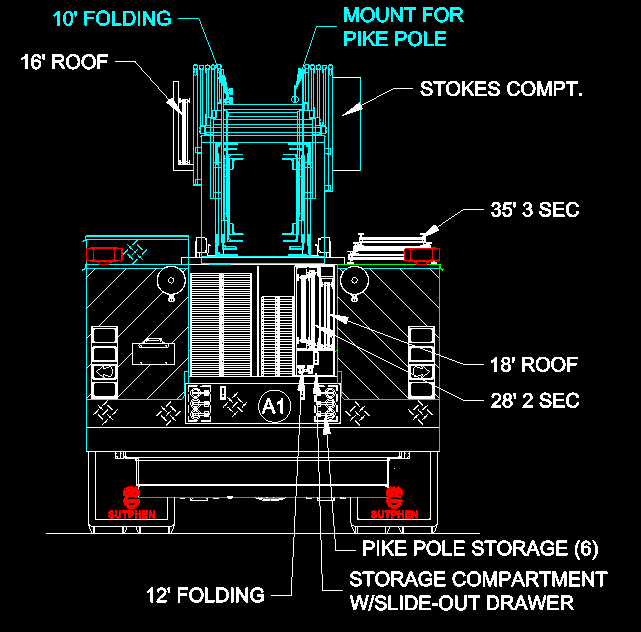 10' FOLDING
MOUNT FOR
PIKE POLE
16' ROOF
STOKES COMPT.
35' 3 SEC
18' ROOF
28' 2 SEC
A1
SUTPHEN
SUTPHEN
PIKE POLE STORAGE (6)
12' FOLDING
STORAGE COMPARTMENT
W/SLIDE-OUT DRAWER